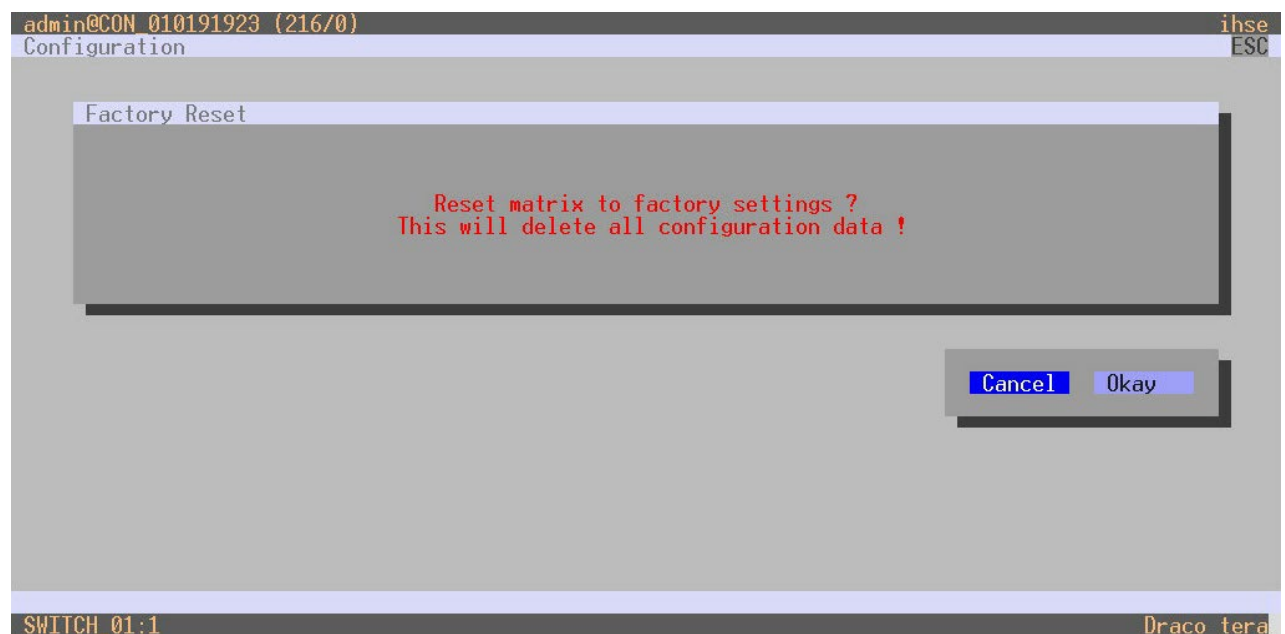 admin@CON_010191923 (216/0) ihse
Configuration ESC
Factory Reset
Reset matrix to factory settings ?
This will delete all configuration data !
Cancel Okay
SWITCH 01:1 Draco tera